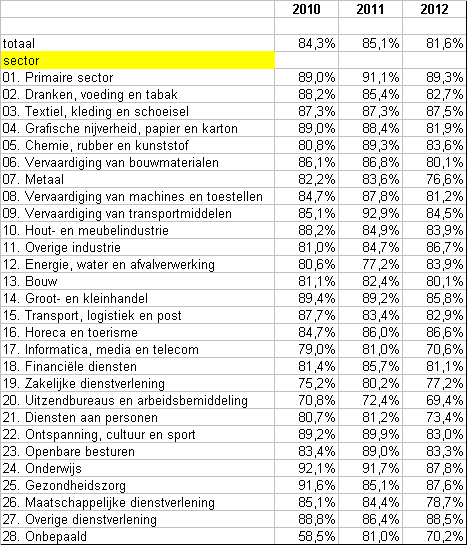 2010 2011 2012
totaal 84,3% 85,1% 81,6%
sector
01. Primaire sector 89,0% 91,1% 89,3%
02. Dranken, voeding en tabak 88,2% 85,4% 82,7%
03. Textiel, kleding en schoeisel 87,3% 87,3% 87,5%
04. Grafische nijverheid, papier en karton 89,0% 88,4% 81,9%
05. Chemie, rubber en kunststof 80,8% 89,3% 83,6%
06. Vervaardiging van bouwmaterialen 86,1% 86,8% 80,1%
07. Metaal 82,2% 83,6% 76,6%
08. Vervaardiging van machines en toestellen 84,7% 87,8% 81,2%
09. Vervaardiging van transportmiddelen 85,1% 92,9% 84,5%
10. Hout- en meubelindustrie 88,2% 84,9% 83,9%
11. Overige industrie 81,0% 84,7% 86,7%
12. Energie, water en afvalverwerking 80,6% 77,2% 83,9%
13. Bouw 81,1% 82,4% 80,1%
14. Groot- en kleinhandel 89,4% 89,2% 85,8%
15. Transport, logistiek en post 87,7% 83,4% 82,9%
16. Horeca en toerisme 84,7% 86,0% 86,6%
17. Informatica, media en telecom 79,0% 81,0% 70,6%
18. Financiële diensten 81,4% 85,7% 81,1%
19. Zakelijke dienstverlening 75,2% 80,2% 77,2%
20. Uitzendbureaus en arbeidsbemiddeling 70,8% 72,4% 69,4%
21. Diensten aan personen 80,7% 81,2% 73,4%
22. Ontspanning, cultuur en sport 89,2% 89,9% 83,0%
23. Openbare besturen 83,4% 89,0% 83,3%
24. Onderwijs 92,1% 91,7% 87,8%
25. Gezondheidszorg 91,6% 85,1% 87,6%
26. Maatschappelijke dienstverlening 85,1% 84,4% 78,7%
27. Overige dienstverlening 88,8% 86,4% 88,5%
28. Onbepaald 58,5% 81,0% 70,2%